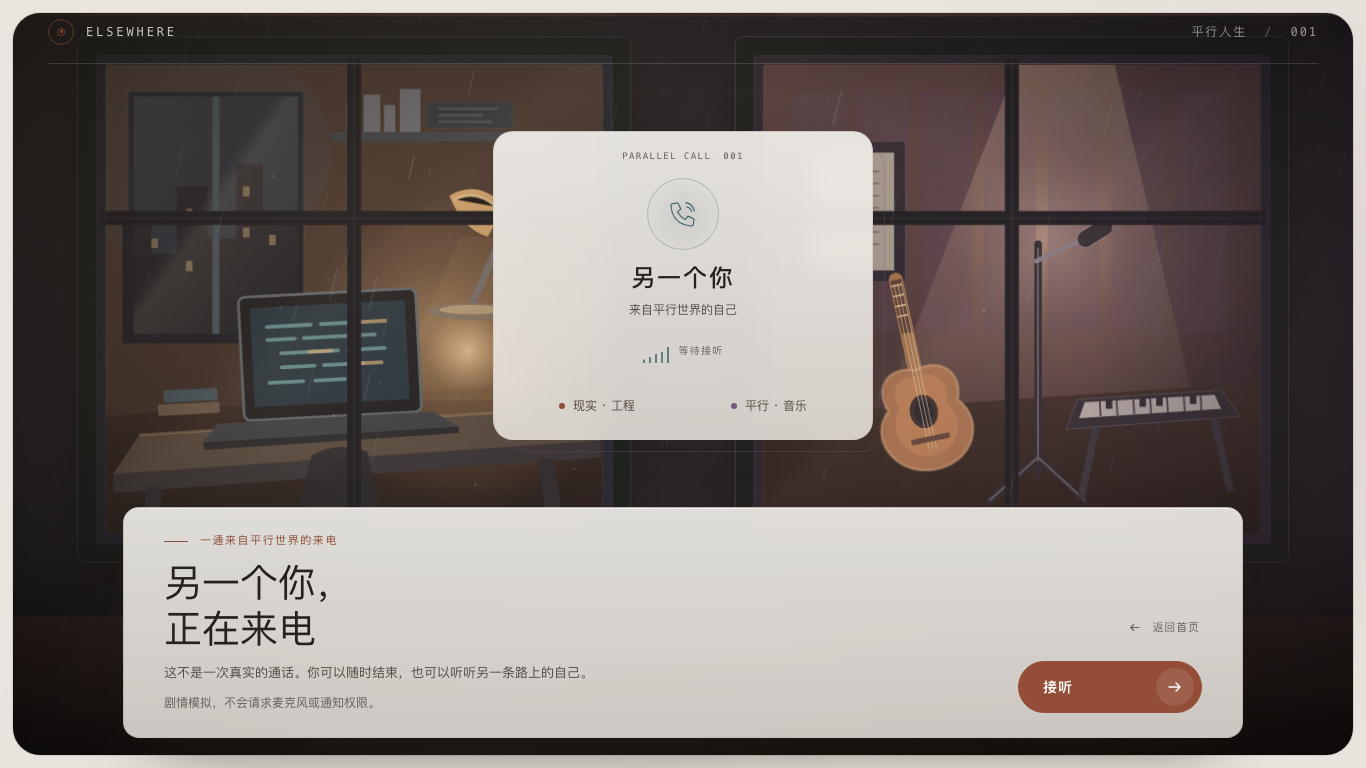 ELSEWHERE
平行人生 / 001
PARALLEL CALL 001
另一个你
来自平行世界的自己
等待接听
现实 · 工程
平行 · 音乐
一通来自平行世界的来电
另一个你，
正在来电
这不是一次真实的通话。你可以随时结束，也可以听听另一条路上的自己。
剧情模拟，不会请求麦克风或通知权限。
← 返回首页
接听 →